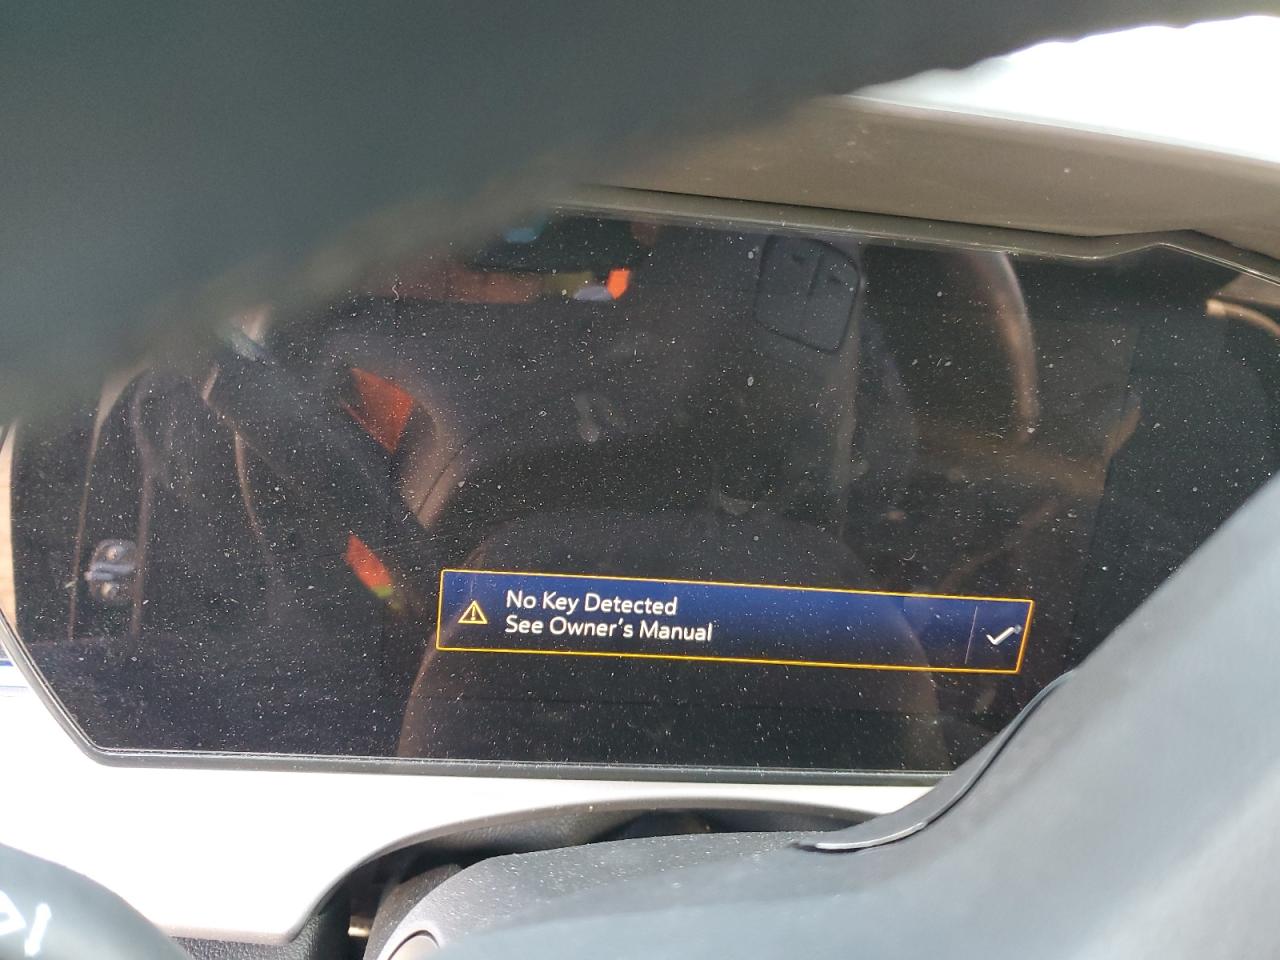 No Key Detected
See Owner's Manual